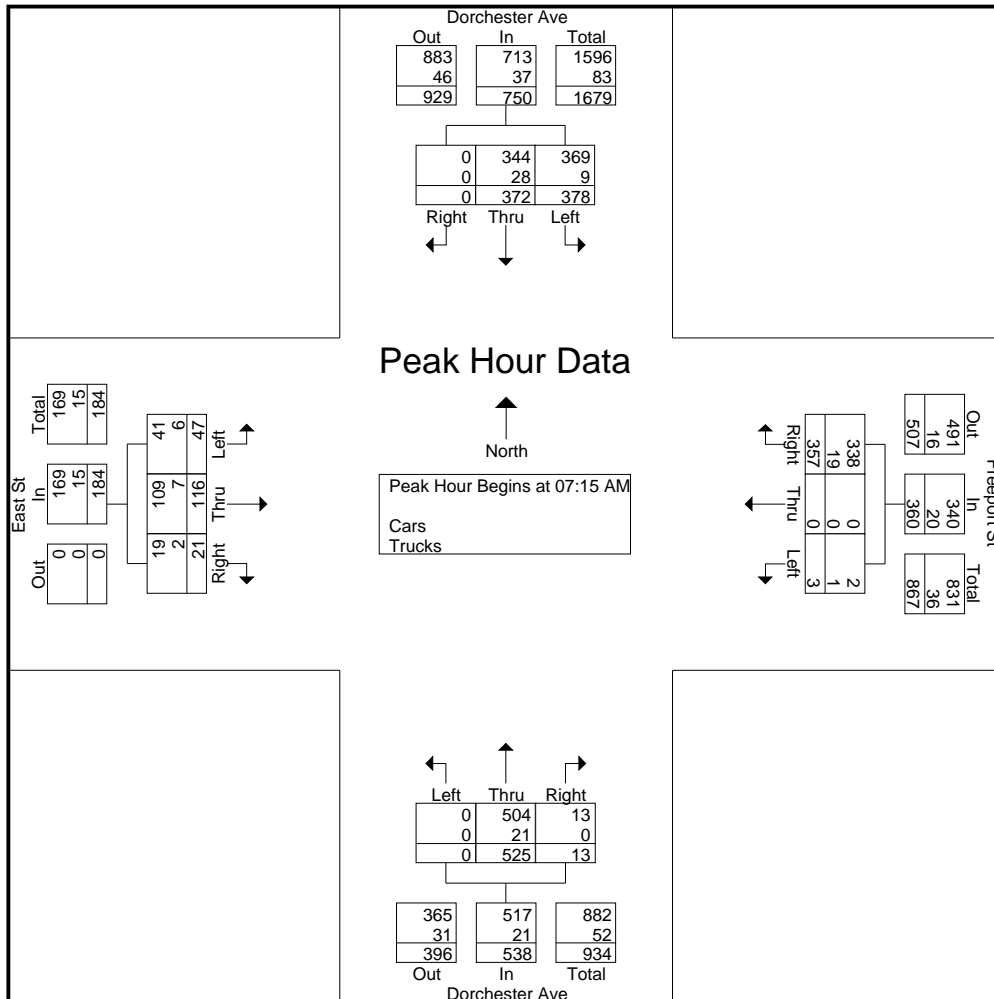 Dorchester Ave
Out In Total
883 713 1596
46 37 83
929 750 1679
0 344 369
0 28 9
0 372 378
Right Thru Left
Peak Hour Data
North
Peak Hour Begins at 07:15 AM
Cars
Trucks
East St
Total In Out
169 169 0
15 15 0
184 184 0
41 109 19
6 7 2
47 116 21
Left Thru Right
Freeport St
Out In Total
491 340 831
16 20 36
507 360 867
338 0 2
19 0 1
357 0 3
Right Thru Left
Left Thru Right
0 504 13
0 21 0
0 525 13
365 517 882
31 21 52
396 538 934
Out In Total
Dorchester Ave